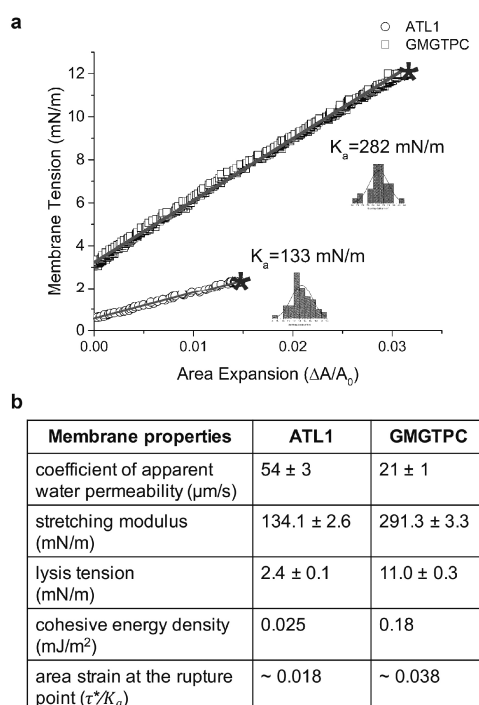 a
ATL1
GMGTPC
12
10
8
6
4
2
0
Membrane Tension (mN/m)
Kₐ=282 mN/m
Kₐ=133 mN/m
0.00 0.01 0.02 0.03
Area Expansion (ΔA/A₀)
b
Membrane properties ATL1 GMGTPC
coefficient of apparent 54 ± 3 21 ± 1
water permeability (µm/s)
stretching modulus 134.1 ± 2.6 291.3 ± 3.3
(mN/m)
lysis tension 2.4 ± 0.1 11.0 ± 0.3
(mN/m)
cohesive energy density 0.025 0.18
(mJ/m²)
area strain at the rupture ~ 0.018 ~ 0.038
point (τ*/Kₐ)